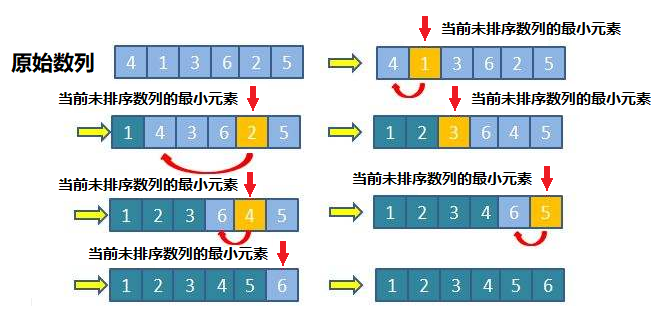 当前未排序数列的最小元素
原始数列 4 1 3 6 2 5 4 1 3 6 2 5
当前未排序数列的最小元素 当前未排序数列的最小元素
1 4 3 6 2 5 1 2 3 6 4 5
当前未排序数列的最小元素 当前未排序数列的最小元素
1 2 3 6 4 5 1 2 3 4 6 5
当前未排序数列的最小元素
1 2 3 4 5 6 1 2 3 4 5 6